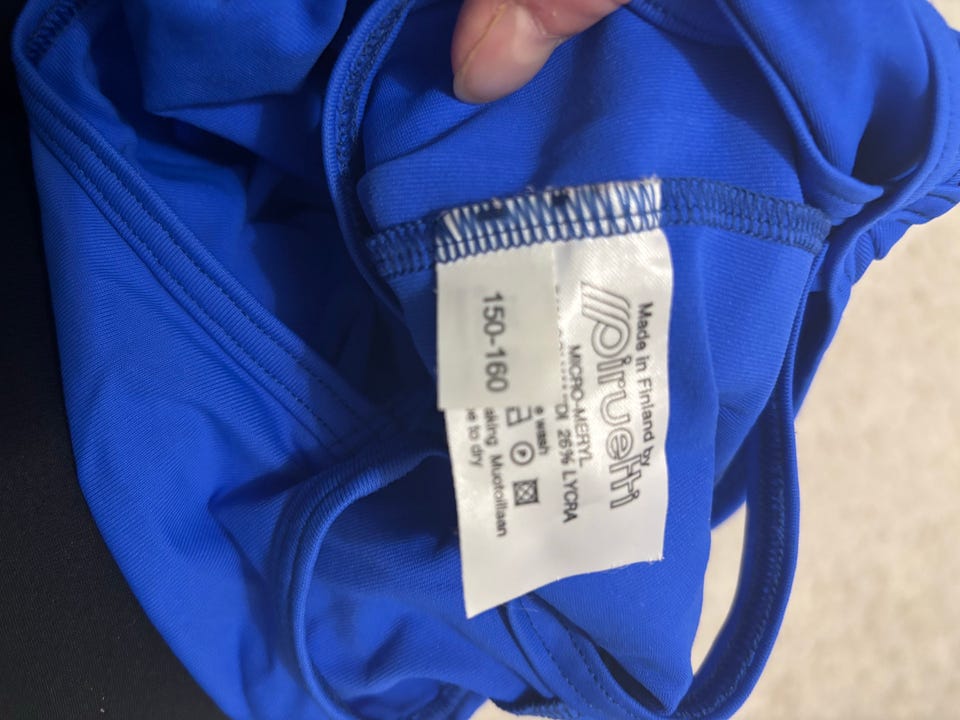 Made in Finland by
piruetti
MICRO-MERYL
26% LYCRA
150-160
wash
Muotoillaan
to dry